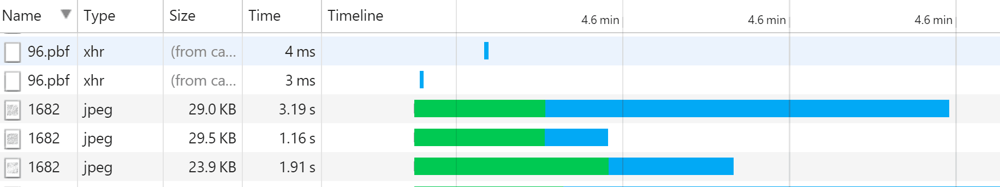 Name Type Size Time Timeline 4.6 min 4.6 min 4.6 min
96.pbf xhr (from ca... 4 ms
96.pbf xhr (from ca... 3 ms
1682 jpeg 29.0 KB 3.19 s
1682 jpeg 29.5 KB 1.16 s
1682 jpeg 23.9 KB 1.91 s